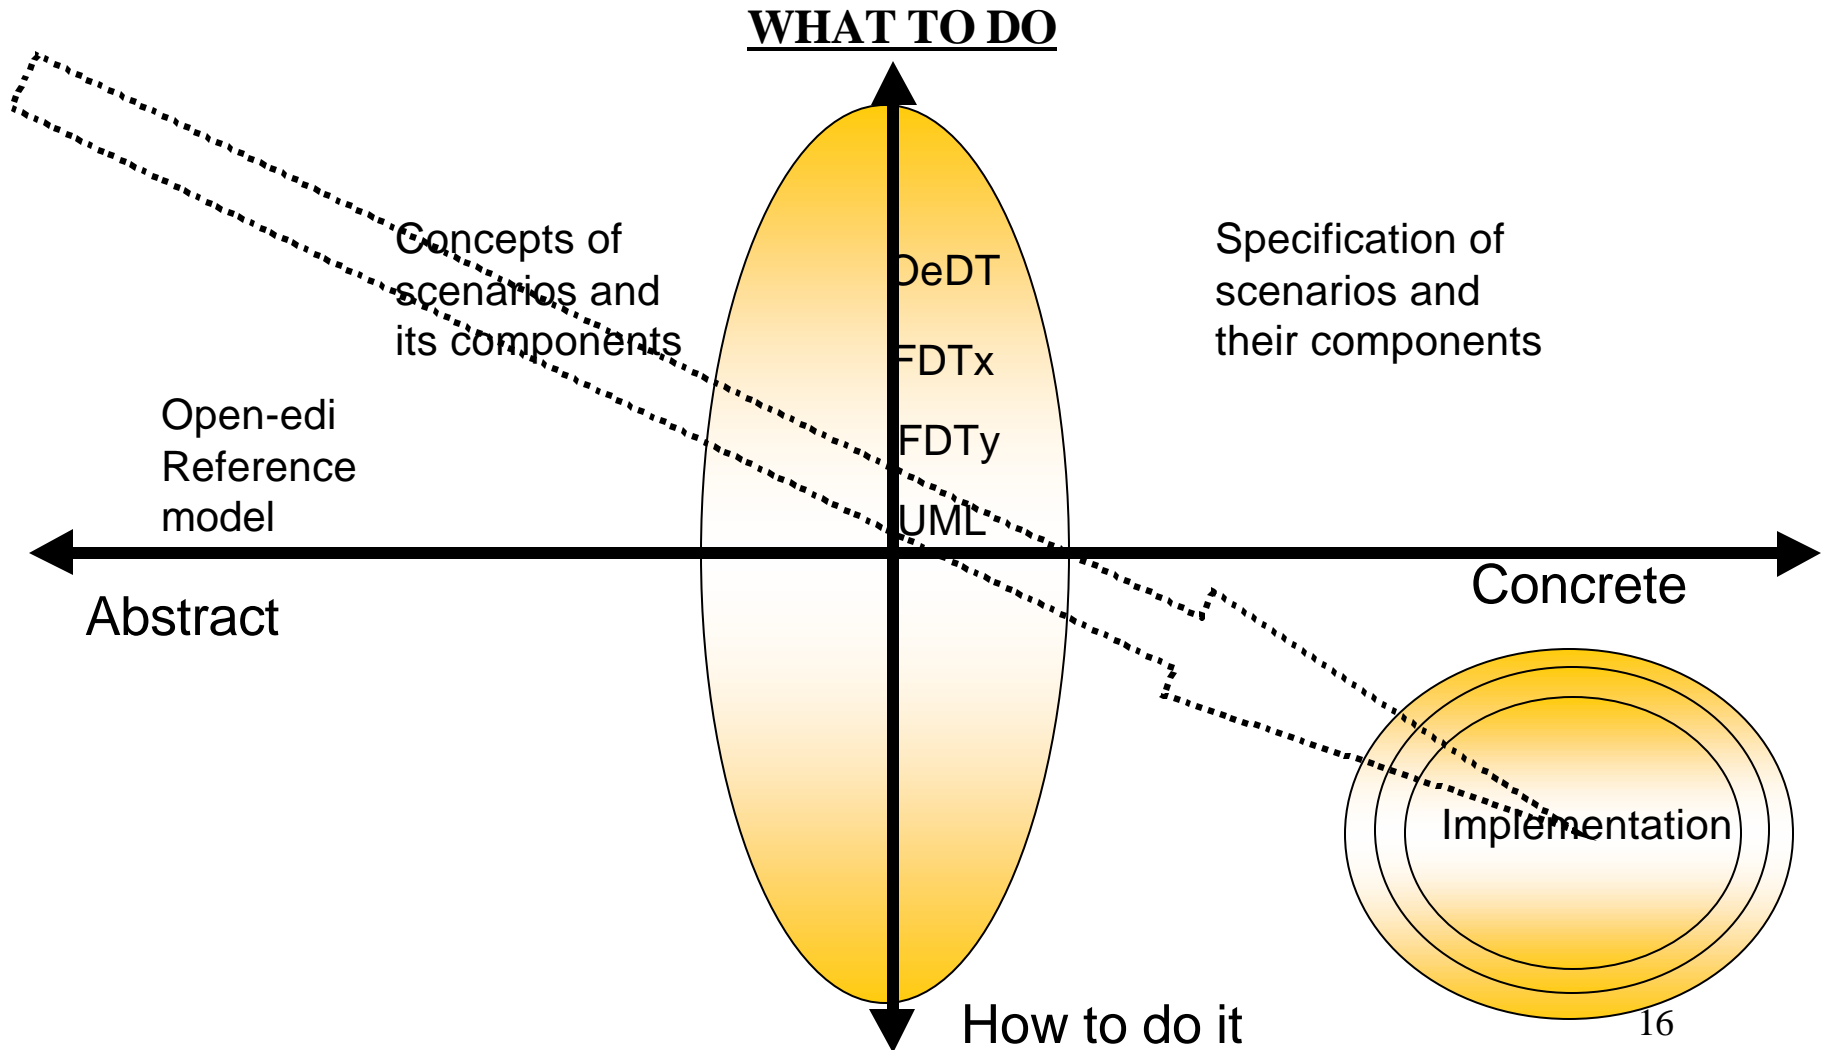 WHAT TO DO
Concepts of
scenarios and
its components
OeDT
FDTx
FDTy
UML
Specification of
scenarios and
their components
Open-edi
Reference
model
Abstract
Concrete
Implementation
How to do it
16